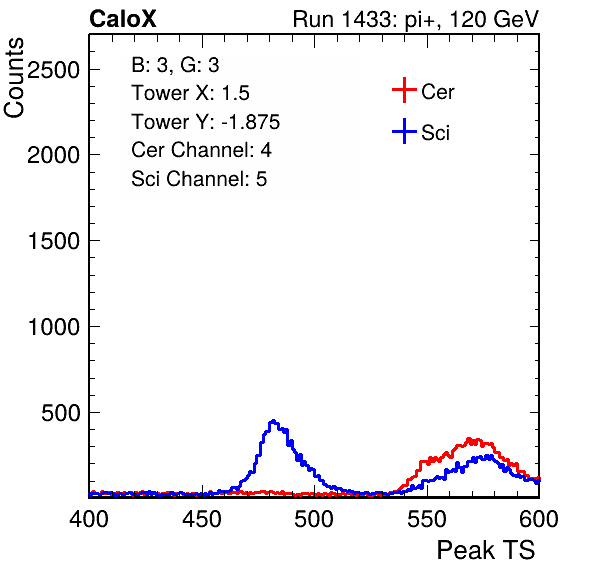 CaloX
Run 1433: pi+, 120 GeV
Counts
B: 3, G: 3
Tower X: 1.5
Tower Y: -1.875
Cer Channel: 4
Sci Channel: 5
Cer
Sci
2500
2000
1500
1000
500
400 450 500 550 600
Peak TS